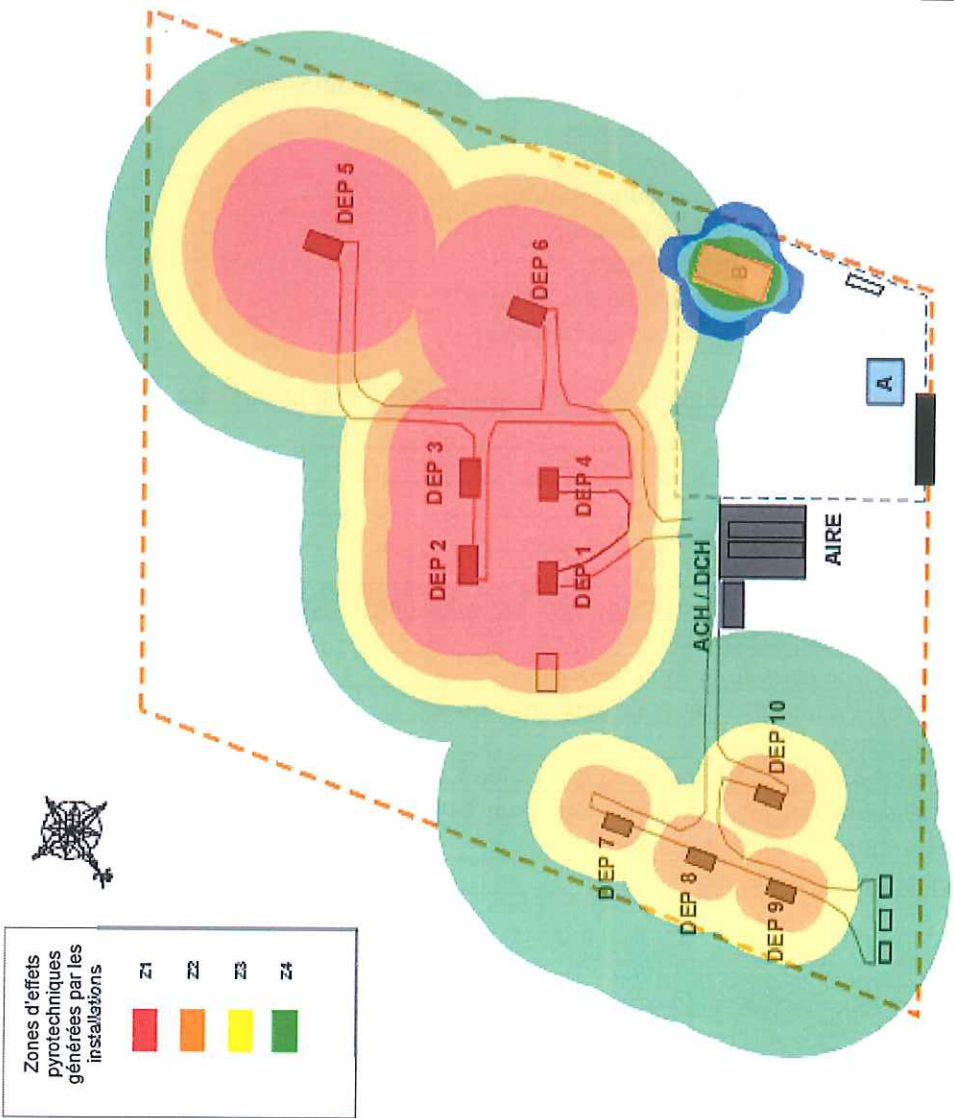 Zones d'effets
pyrotechniques
générées par les
installations
Z1
Z2
Z3
Z4
DEP 5
DEP 6
DEP 3
DEP 4
DEP 2
DEP 1
B
A
ACH / DCH
AIRE
DEP 7
DEP 8
DEP 9
DEP 10